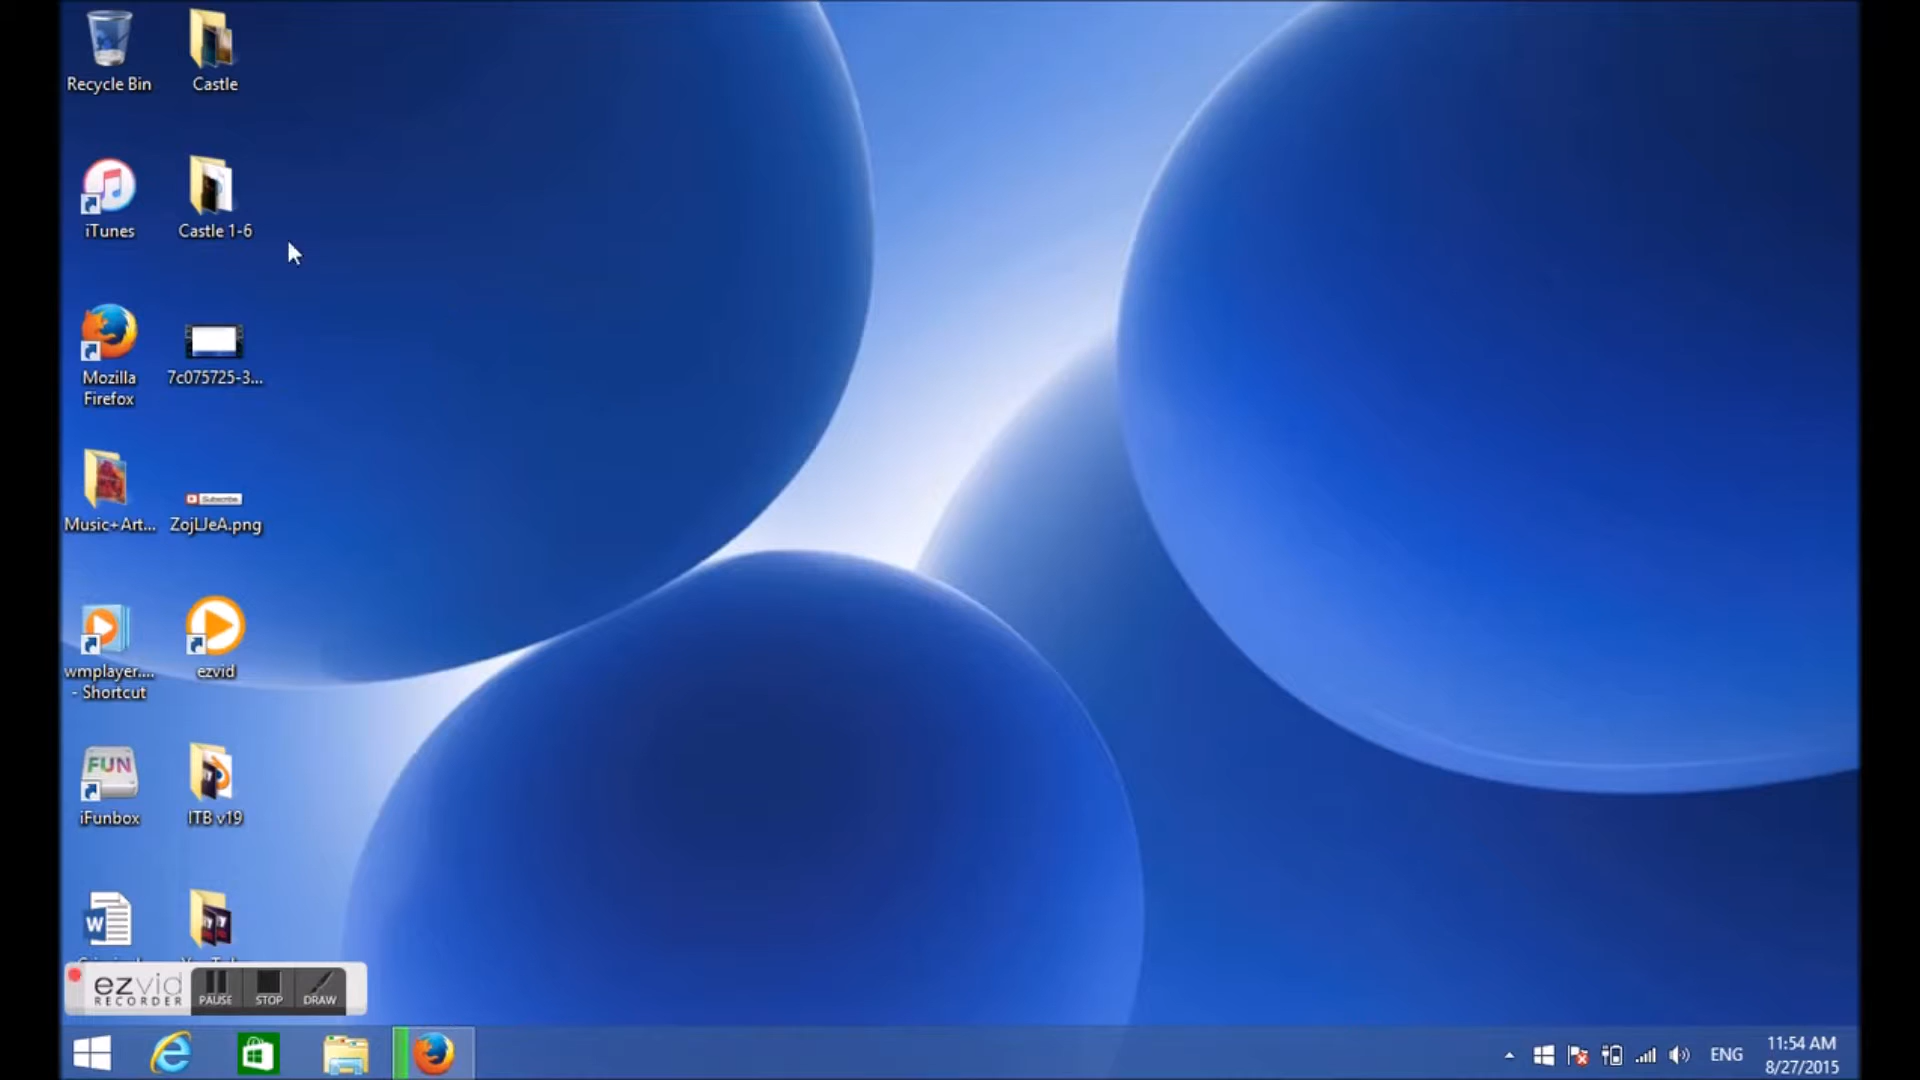 Recycle Bin
Castle
iTunes
Castle 1-6
Mozilla
Firefox
7c075725-3...
Music+Art...
Subscribe
ZojLJeA.png
wmplayer....
- Shortcut
ezvid
FUN
iFunbox
ITB v19
W
ezvid
RECORDER
PAUSE
STOP
DRAW
ENG
11:54 AM
8/27/2015